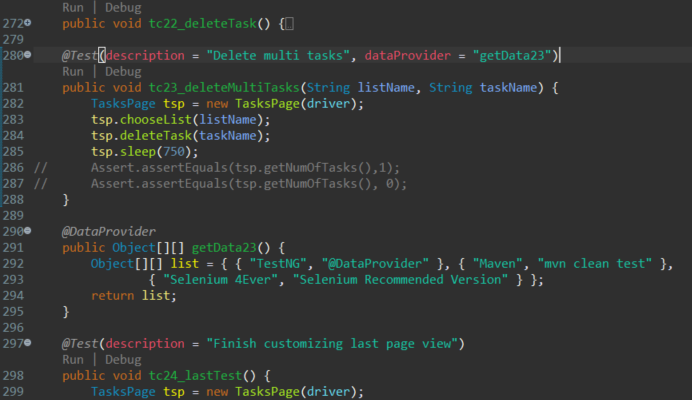 Run | Debug
272 public void tc22_deleteTask() {
279
280 @Test(description = "Delete multi tasks", dataProvider = "getData23")
Run | Debug
281 public void tc23_deleteMultiTasks(String listName, String taskName) {
282 TasksPage tsp = new TasksPage(driver);
283 tsp.chooseList(listName);
284 tsp.deleteTask(taskName);
285 tsp.sleep(750);
286 // Assert.assertEquals(tsp.getNumOfTasks(),1);
287 // Assert.assertEquals(tsp.getNumOfTasks(), 0);
288 }
289
290 @DataProvider
291 public Object[][] getData23() {
292 Object[][] list = { { "TestNG", "@DataProvider" }, { "Maven", "mvn clean test" },
293 { "Selenium 4Ever", "Selenium Recommended Version" } };
294 return list;
295 }
296
297 @Test(description = "Finish customizing last page view")
Run | Debug
298 public void tc24_lastTest() {
299 TasksPage tsp = new TasksPage(driver);